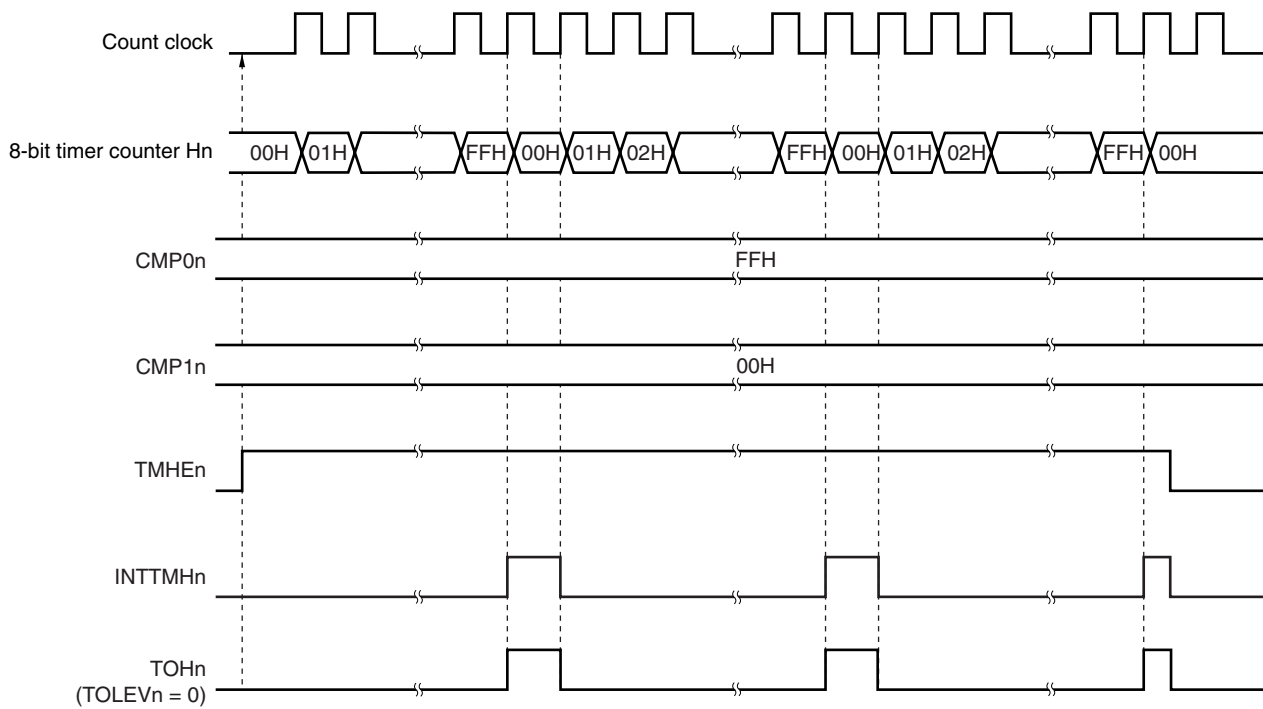 Count clock
8-bit timer counter Hn 00H 01H FFH 00H 01H 02H FFH 00H 01H 02H FFH 00H
CMP0n FFH
CMP1n 00H
TMHEn
INTTMHn
TOHn
(TOLEVn = 0)